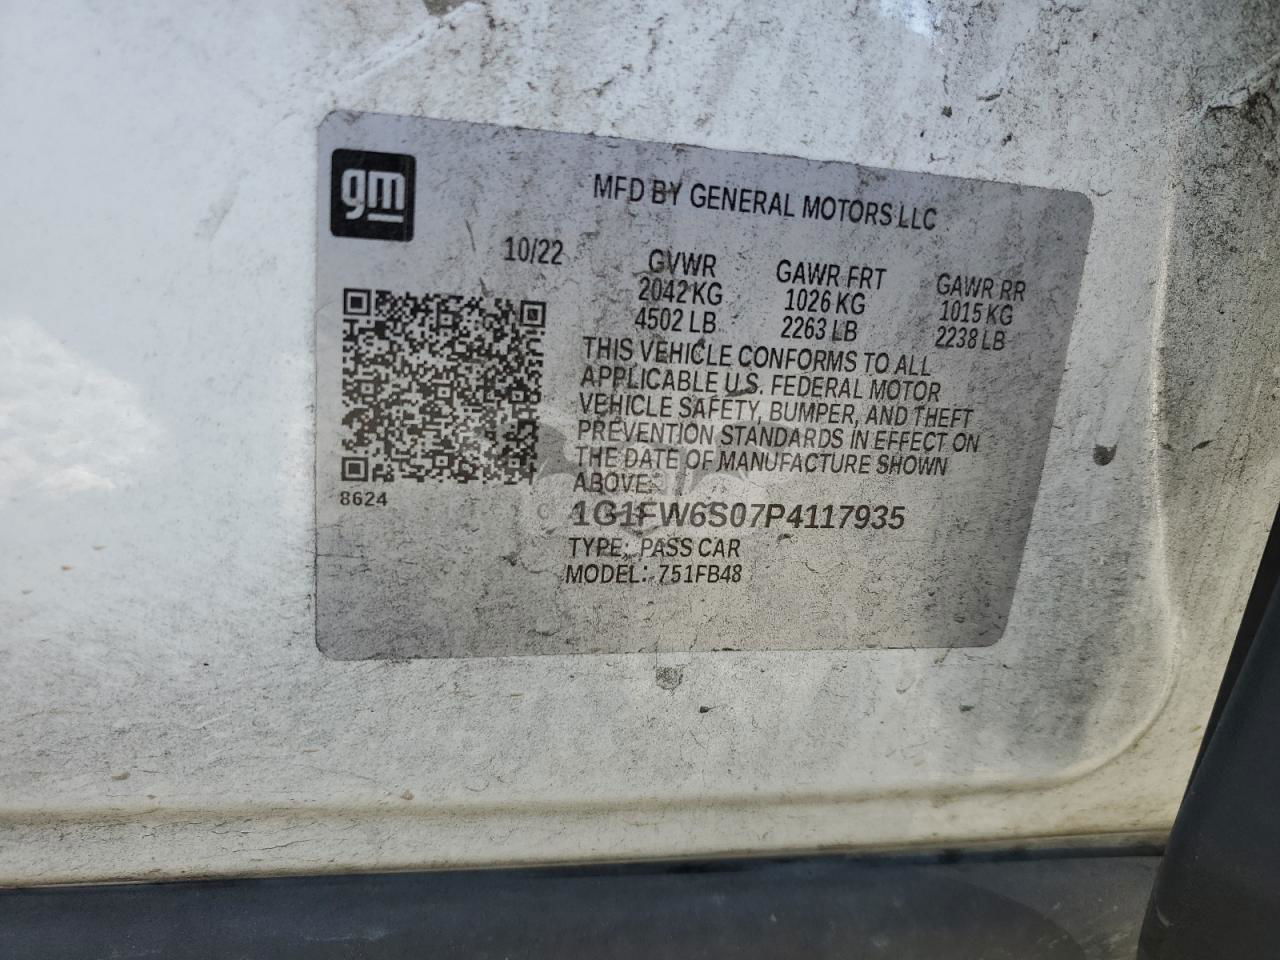 gm
MFD BY GENERAL MOTORS LLC
10/22
GVWR
2042 KG
4502 LB
GAWR FRT
1026 KG
2263 LB
GAWR RR
1015 KG
2238 LB
THIS VEHICLE CONFORMS TO ALL
APPLICABLE U.S. FEDERAL MOTOR
VEHICLE SAFETY, BUMPER, AND THEFT
PREVENTION STANDARDS IN EFFECT ON
THE DATE OF MANUFACTURE SHOWN
ABOVE:
8624
1G1FW6S07P4117935
TYPE: PASS CAR
MODEL: 751FB48